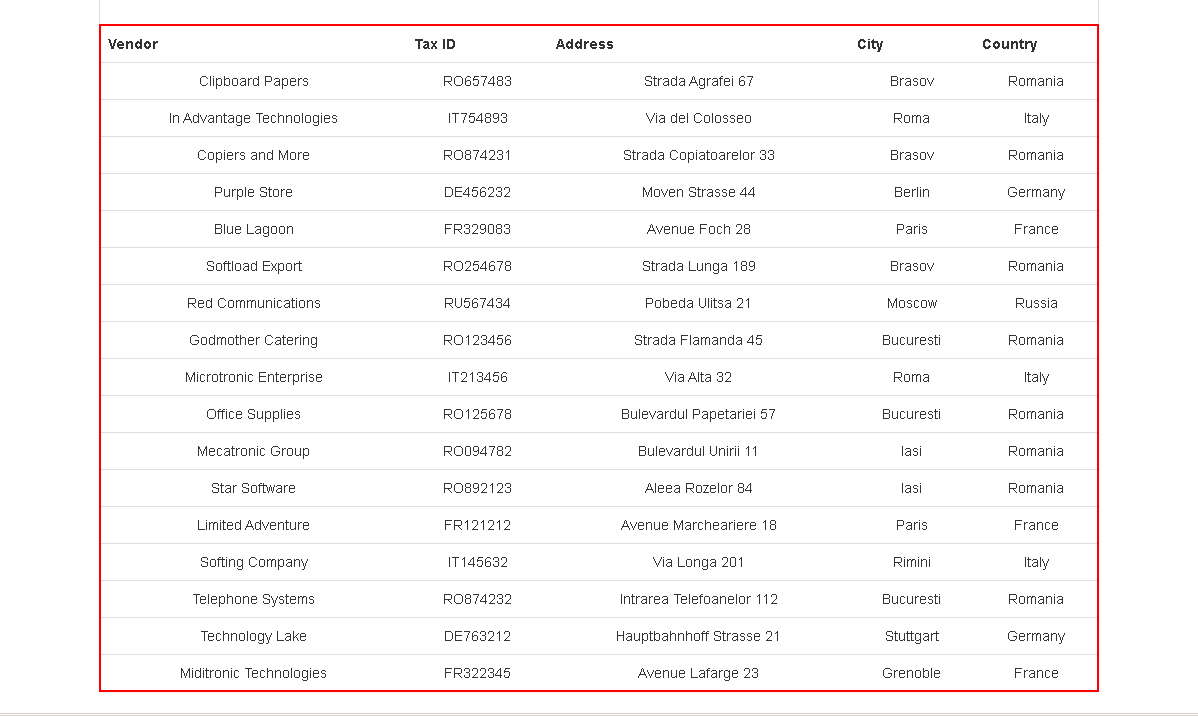 Vendor Tax ID Address City Country
Clipboard Papers RO657483 Strada Agrafei 67 Brasov Romania
In Advantage Technologies IT754893 Via del Colosseo Roma Italy
Copiers and More RO874231 Strada Copiatoarelor 33 Brasov Romania
Purple Store DE456232 Moven Strasse 44 Berlin Germany
Blue Lagoon FR329083 Avenue Foch 28 Paris France
Softload Export RO254678 Strada Lunga 189 Brasov Romania
Red Communications RU567434 Pobeda Ulitsa 21 Moscow Russia
Godmother Catering RO123456 Strada Flamanda 45 Bucuresti Romania
Microtronic Enterprise IT213456 Via Alta 32 Roma Italy
Office Supplies RO125678 Bulevardul Papetariei 57 Bucuresti Romania
Mecatronic Group RO094782 Bulevardul Unirii 11 Iasi Romania
Star Software RO892123 Aleea Rozelor 84 Iasi Romania
Limited Adventure FR121212 Avenue Marcheariere 18 Paris France
Softing Company IT145632 Via Longa 201 Rimini Italy
Telephone Systems RO874232 Intrarea Telefoanelor 112 Bucuresti Romania
Technology Lake DE763212 Hauptbahnhoff Strasse 21 Stuttgart Germany
Miditronic Technologies FR322345 Avenue Lafarge 23 Grenoble France